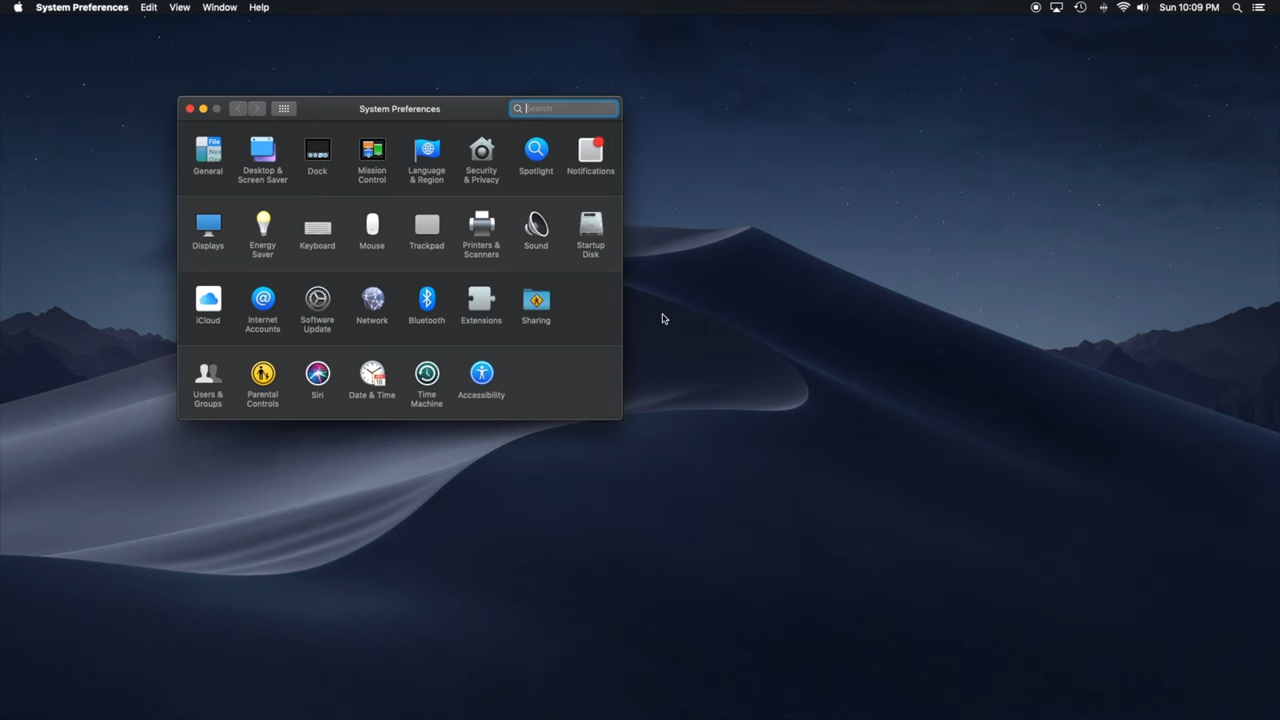 System Preferences Edit View Window Help Sun 10:09 PM
System Preferences Search
General
Desktop &
Screen Saver
Dock
Mission
Control
Language
& Region
Security
& Privacy
Spotlight
Notifications
Displays
Energy
Saver
Keyboard
Mouse
Trackpad
Printers &
Scanners
Sound
Startup
Disk
iCloud
Internet
Accounts
Software
Update
Network
Bluetooth
Extensions
Sharing
Users &
Groups
Parental
Controls
Siri
Date & Time
Time
Machine
Accessibility